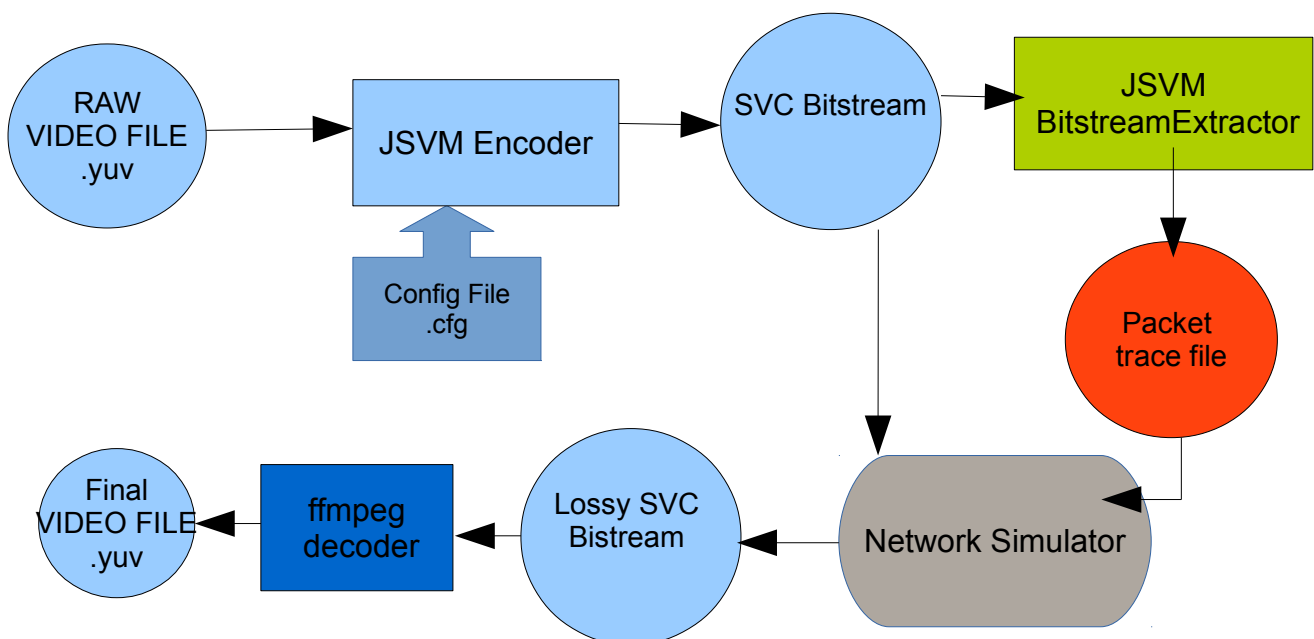 RAW
VIDEO FILE
.yuv
JSVM Encoder
SVC Bitstream
JSVM
BitstreamExtractor
Config File
.cfg
Packet
trace file
Final
VIDEO FILE
.yuv
ffmpeg
decoder
Lossy SVC
Bistream
Network Simulator